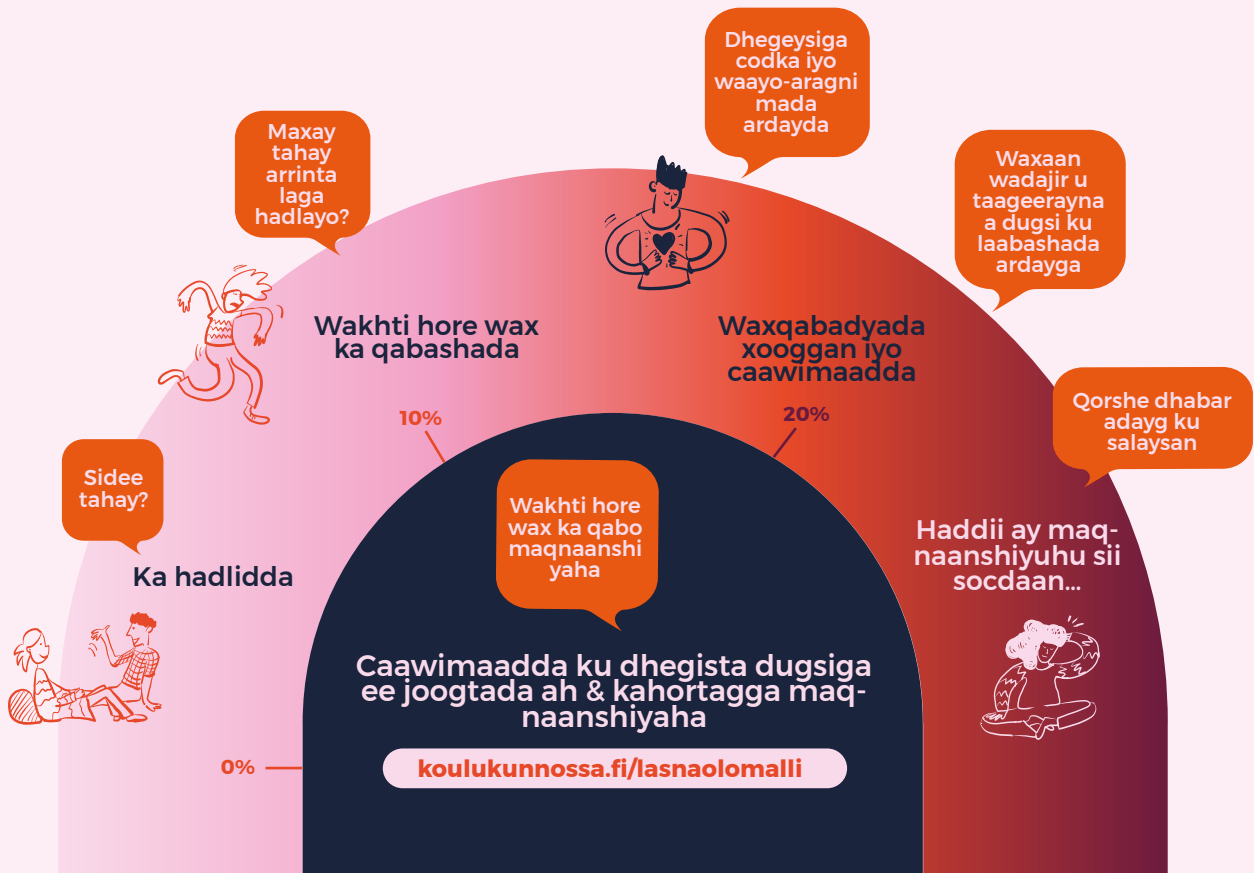 Dhegeysiga
codka iyo
waayo-aragni
mada
ardayda
Maxay
tahay
arrinta
laga
hadlayo?
Waxaan
wadajir u
taageerayna
a dugsi ku
laabashada
ardayga
Wakhti hore wax
ka qabashada
Waxqabadyada
xooggan iyo
caawimaadda
Qorshe dhabar
adayg ku
salaysan
10%
20%
Sidee
tahay?
Ka hadlidda
Wakhti hore
wax ka qabo
maqnaanshi
yaha
Haddii ay maq-
naanshiyuhu sii
socdaan...
Caawimaadda ku dhegista dugsiga
ee joogtada ah & kahortagga maq-
naanshiyaha
0%
koulukunnossa.fi/lasnaolomalli